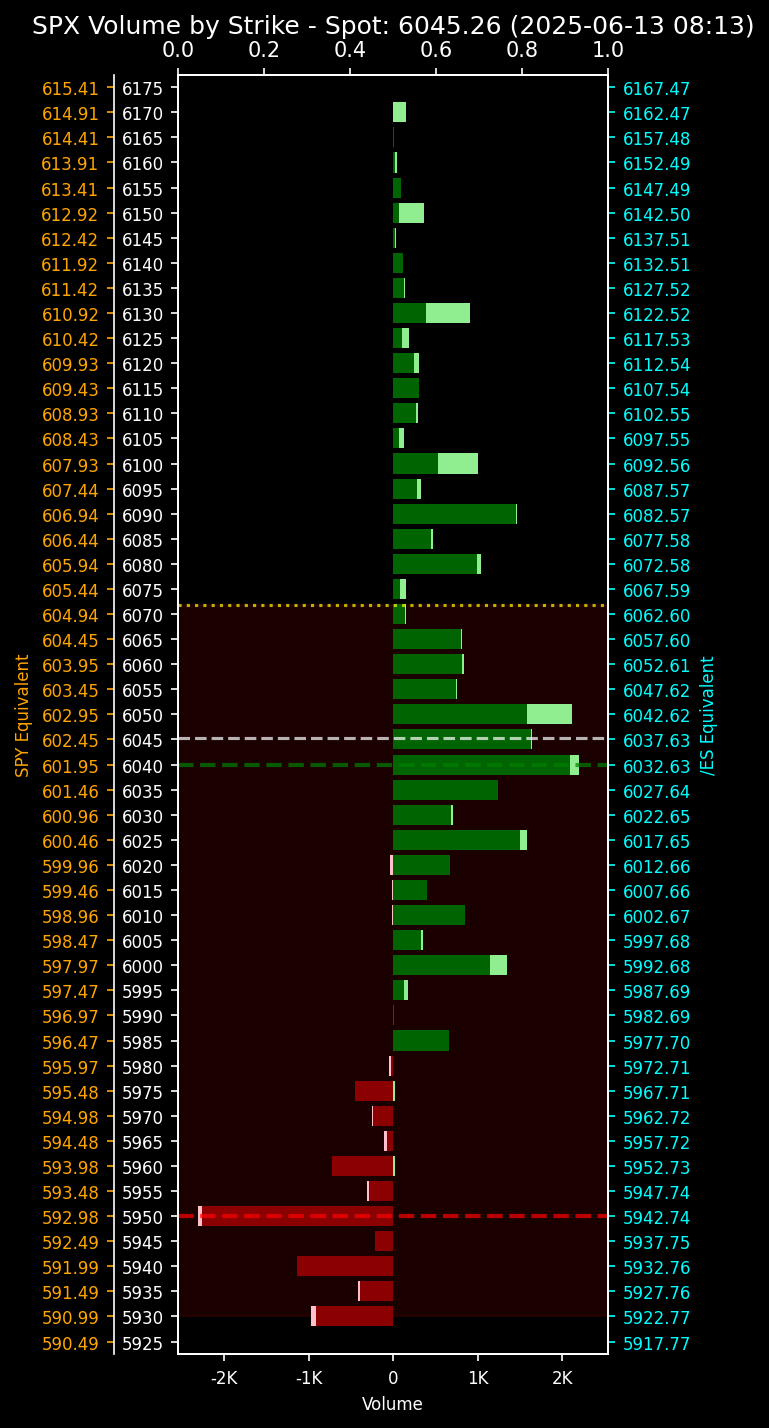 SPX Volume by Strike - Spot: 6045.26 (2025-06-13 08:13)
0.0 0.2 0.4 0.6 0.8 1.0
615.41 6175 6167.47
614.91 6170 6162.47
614.41 6165 6157.48
613.91 6160 6152.49
613.41 6155 6147.49
612.92 6150 6142.50
612.42 6145 6137.51
611.92 6140 6132.51
611.42 6135 6127.52
610.92 6130 6122.52
610.42 6125 6117.53
609.93 6120 6112.54
609.43 6115 6107.54
608.93 6110 6102.55
608.43 6105 6097.55
607.93 6100 6092.56
607.44 6095 6087.57
606.94 6090 6082.57
606.44 6085 6077.58
605.94 6080 6072.58
605.44 6075 6067.59
604.94 6070 6062.60
604.45 6065 6057.60
603.95 6060 6052.61
603.45 6055 6047.62
602.95 6050 6042.62
602.45 6045 6037.63
601.95 6040 6032.63
601.46 6035 6027.64
600.96 6030 6022.65
600.46 6025 6017.65
599.96 6020 6012.66
599.46 6015 6007.66
598.96 6010 6002.67
598.47 6005 5997.68
597.97 6000 5992.68
597.47 5995 5987.69
596.97 5990 5982.69
596.47 5985 5977.70
595.97 5980 5972.71
595.48 5975 5967.71
594.98 5970 5962.72
594.48 5965 5957.72
593.98 5960 5952.73
593.48 5955 5947.74
592.98 5950 5942.74
592.49 5945 5937.75
591.99 5940 5932.76
591.49 5935 5927.76
590.99 5930 5922.77
590.49 5925 5917.77
SPY Equivalent
/ES Equivalent
-2K -1K 0 1K 2K
Volume